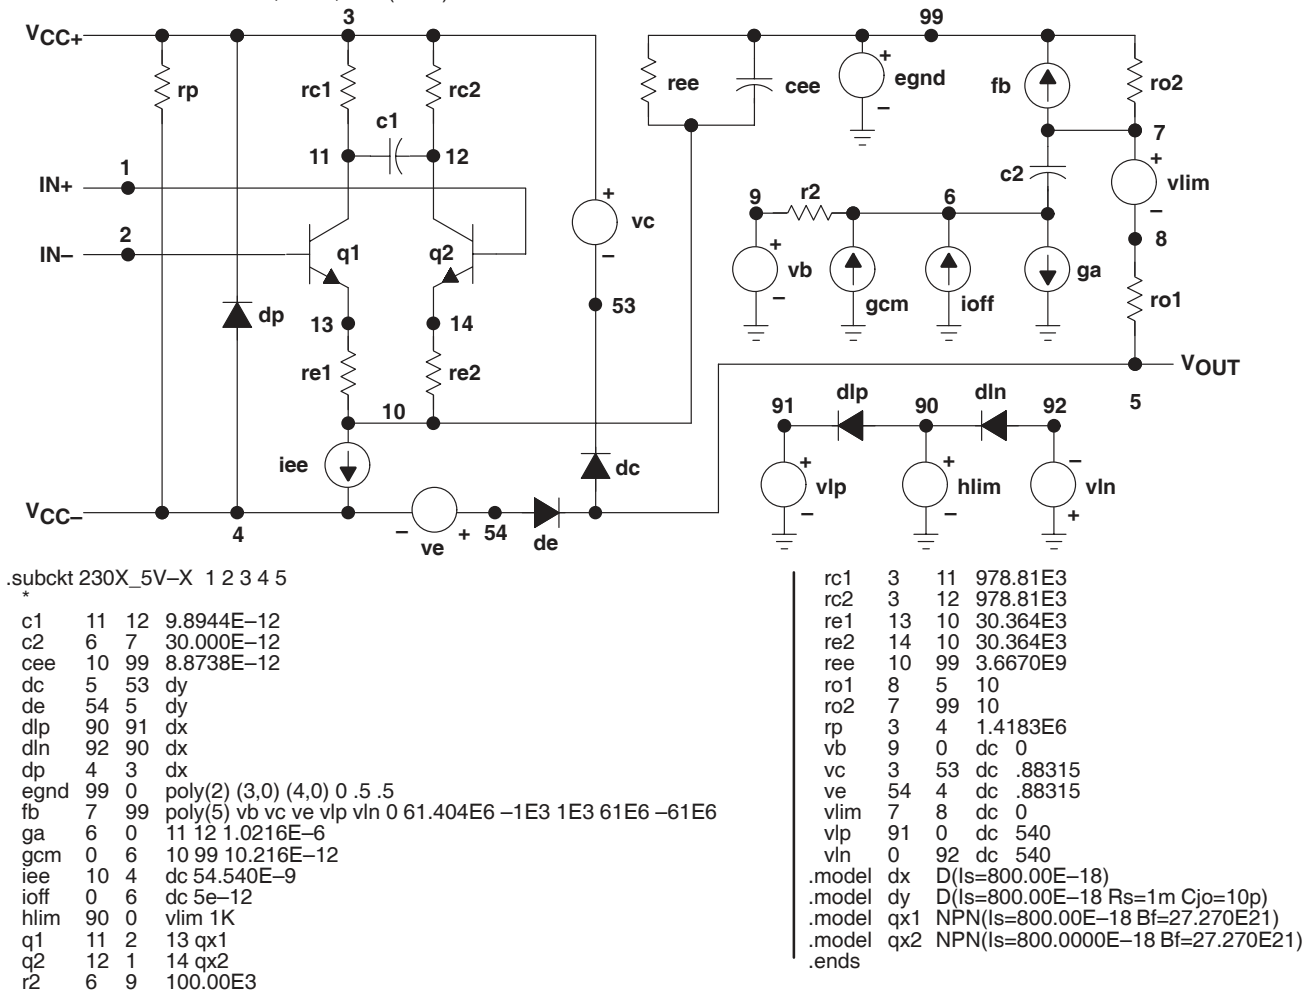 3
99
VCC+
rp
rc1
rc2
ree
cee
egnd
+
−
fb
ro2
c1
11
12
7
1
IN+
c2
+
vlim
−
9
r2
6
8
+
vc
−
2
IN−
q1
q2
+
vb
−
gcm
ioff
ga
ro1
53
dp
13
14
re1
re2
VOUT
5
10
91
dlp
90
dln
92
iee
dc
+
vlp
−
+
hlim
−
−
vln
+
VCC−
4
−
ve
+
54
de
.subckt 230X_5V−X 1 2 3 4 5
*
c1 11 12 9.8944E−12
c2 6 7 30.000E−12
cee 10 99 8.8738E−12
dc 5 53 dy
de 54 5 dy
dlp 90 91 dx
dln 92 90 dx
dp 4 3 dx
egnd 99 0 poly(2) (3,0) (4,0) 0 .5 .5
fb 7 99 poly(5) vb vc ve vlp vln 0 61.404E6 −1E3 1E3 61E6 −61E6
ga 6 0 11 12 1.0216E−6
gcm 0 6 10 99 10.216E−12
iee 10 4 dc 54.540E−9
ioff 0 6 dc 5e−12
hlim 90 0 vlim 1K
q1 11 2 13 qx1
q2 12 1 14 qx2
r2 6 9 100.00E3
rc1 3 11 978.81E3
rc2 3 12 978.81E3
re1 13 10 30.364E3
re2 14 10 30.364E3
ree 10 99 3.6670E9
ro1 8 5 10
ro2 7 99 10
rp 3 4 1.4183E6
vb 9 0 dc 0
vc 3 53 dc .88315
ve 54 4 dc .88315
vlim 7 8 dc 0
vlp 91 0 dc 540
vln 0 92 dc 540
.model dx D(Is=800.00E−18)
.model dy D(Is=800.00E−18 Rs=1m Cjo=10p)
.model qx1 NPN(Is=800.00E−18 Bf=27.270E21)
.model qx2 NPN(Is=800.0000E−18 Bf=27.270E21)
.ends